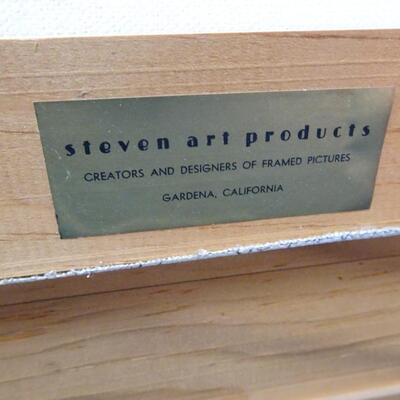 steven art products
CREATORS AND DESIGNERS OF FRAMED PICTURES
GARDENA, CALIFORNIA